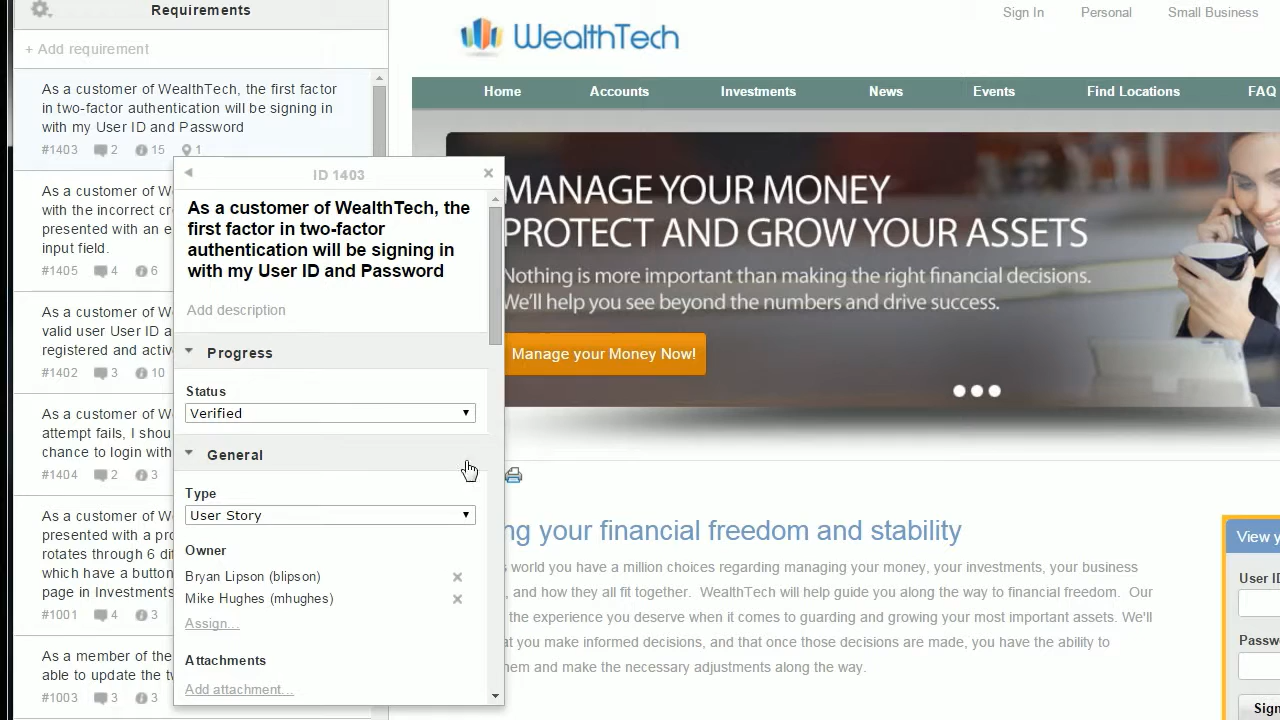 Requirements
+ Add requirement
As a customer of WealthTech, the first factor
in two-factor authentication will be signing in
with my User ID and Password
#1403 2 15 1
As a customer of W
with the incorrect cr
presented with an e
input field.
#1405 4 6
As a customer of W
valid user User ID a
registered and activ
#1402 3 10
As a customer of W
attempt fails, I shou
chance to login with
#1404 2 3
As a customer of W
presented with a pro
rotates through 6 di
which have a button
page in Investments
#1001 4 3
As a member of the
able to update the t
#1003 3 3
ID 1403
As a customer of WealthTech, the
first factor in two-factor
authentication will be signing in
with my User ID and Password
Add description
Progress
Status
Verified
General
Type
User Story
Owner
Bryan Lipson (blipson)
Mike Hughes (mhughes)
Assign...
Attachments
Add attachment...
Sign In Personal Small Business
WealthTech
Home Accounts Investments News Events Find Locations FAQ
MANAGE YOUR MONEY
PROTECT AND GROW YOUR ASSETS
Nothing is more important than making the right financial decisions.
We'll help you see beyond the numbers and drive success.
Manage your Money Now!
ng your financial freedom and stability
s world you have a million choices regarding managing your money, your investments, your business
, and how they all fit together. WealthTech will help guide you along the way to financial freedom. Our
the experience you deserve when it comes to guarding and growing your most important assets. We'll
at you make informed decisions, and that once those decisions are made, you have the ability to
hem and make the necessary adjustments along the way.
View y
User ID
Passw
Sign